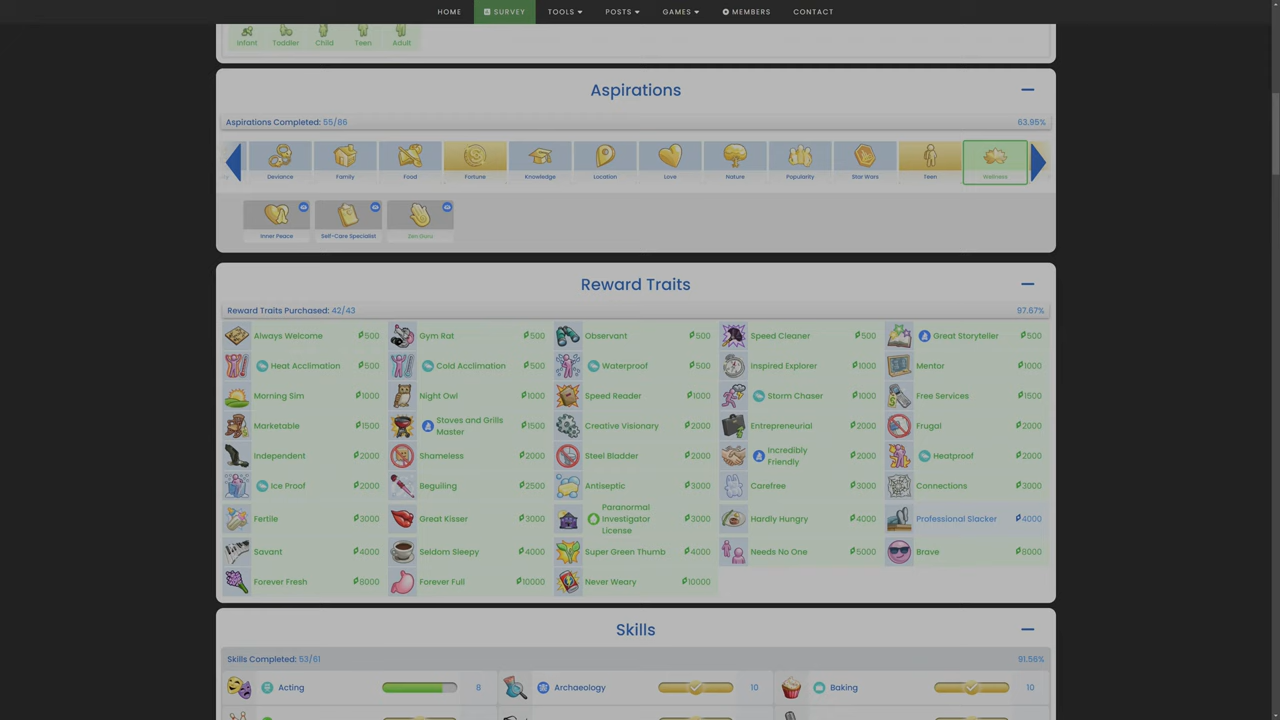 HOME SURVEY TOOLS POSTS GAMES MEMBERS CONTACT
Infant Toddler Child Teen Adult
Aspirations
Aspirations Completed: 55/86 63.95%
Deviance Family Food Fortune Knowledge Location Love Nature Popularity Star Wars Teen Wellness
Inner Peace Self-Care Specialist Zen Guru
Reward Traits
Reward Traits Purchased: 42/43 97.67%
Always Welcome 500 Gym Rat 500 Observant 500 Speed Cleaner 500 Great Storyteller 500
Heat Acclimation 500 Cold Acclimation 500 Waterproof 500 Inspired Explorer 1000 Mentor 1000
Morning Sim 1000 Night Owl 1000 Speed Reader 1000 Storm Chaser 1000 Free Services 1500
Marketable 1500 Stoves and Grills Master 1500 Creative Visionary 2000 Entrepreneurial 2000 Frugal 2000
Independent 2000 Shameless 2000 Steel Bladder 2000 Incredibly Friendly 2000 Heatproof 2000
Ice Proof 2000 Beguiling 2500 Antiseptic 3000 Carefree 3000 Connections 3000
Fertile 3000 Great Kisser 3000 Paranormal Investigator License 3000 Hardly Hungry 4000 Professional Slacker 4000
Savant 4000 Seldom Sleepy 4000 Super Green Thumb 4000 Needs No One 5000 Brave 8000
Forever Fresh 8000 Forever Full 10000 Never Weary 10000
Skills
Skills Completed: 53/61 91.56%
Acting 8 Archaeology 10 Baking 10